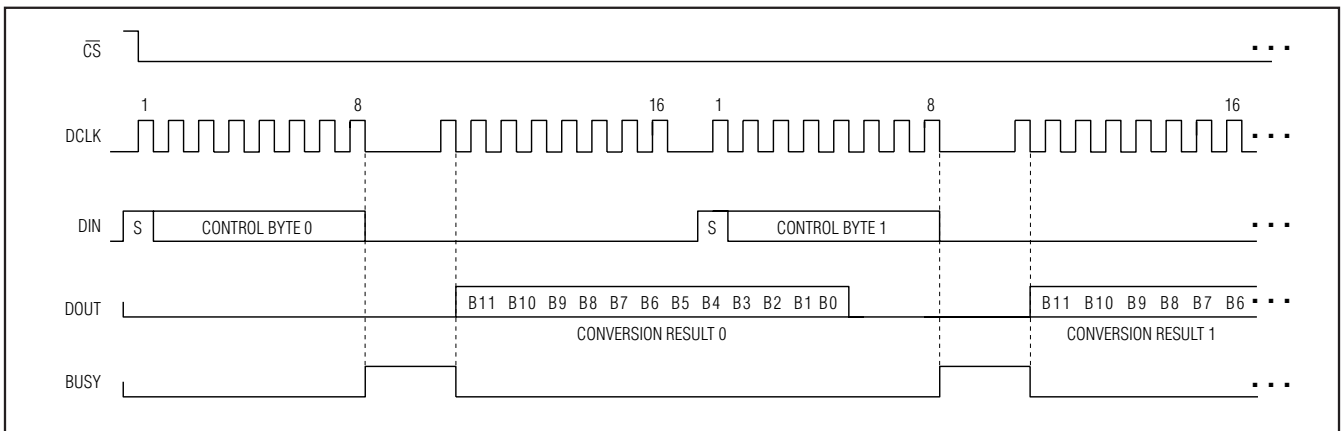 CS
DCLK
1 8 16 1 8 16
DIN
S CONTROL BYTE 0 S CONTROL BYTE 1
DOUT
B11 B10 B9 B8 B7 B6 B5 B4 B3 B2 B1 B0 B11 B10 B9 B8 B7 B6
CONVERSION RESULT 0 CONVERSION RESULT 1
BUSY